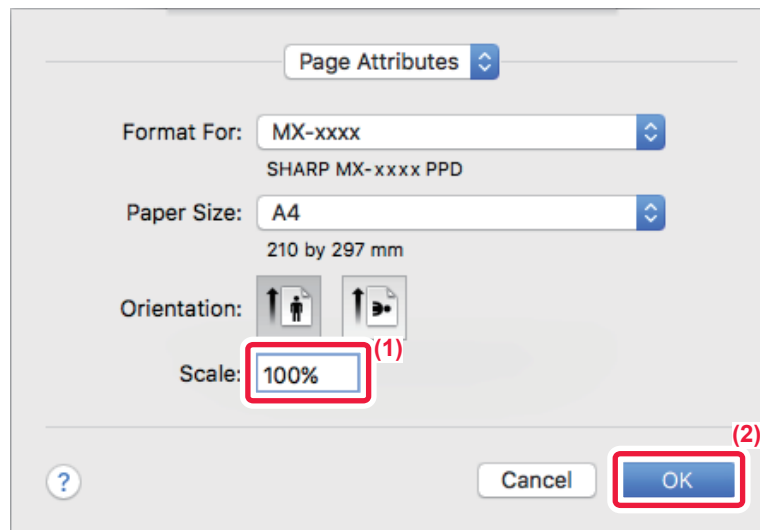 Page Attributes
Format For: MX-xxxx
SHARP MX-xxxx PPD
Paper Size: A4
210 by 297 mm
Orientation:
(1)
Scale: 100%
(2)
? Cancel OK